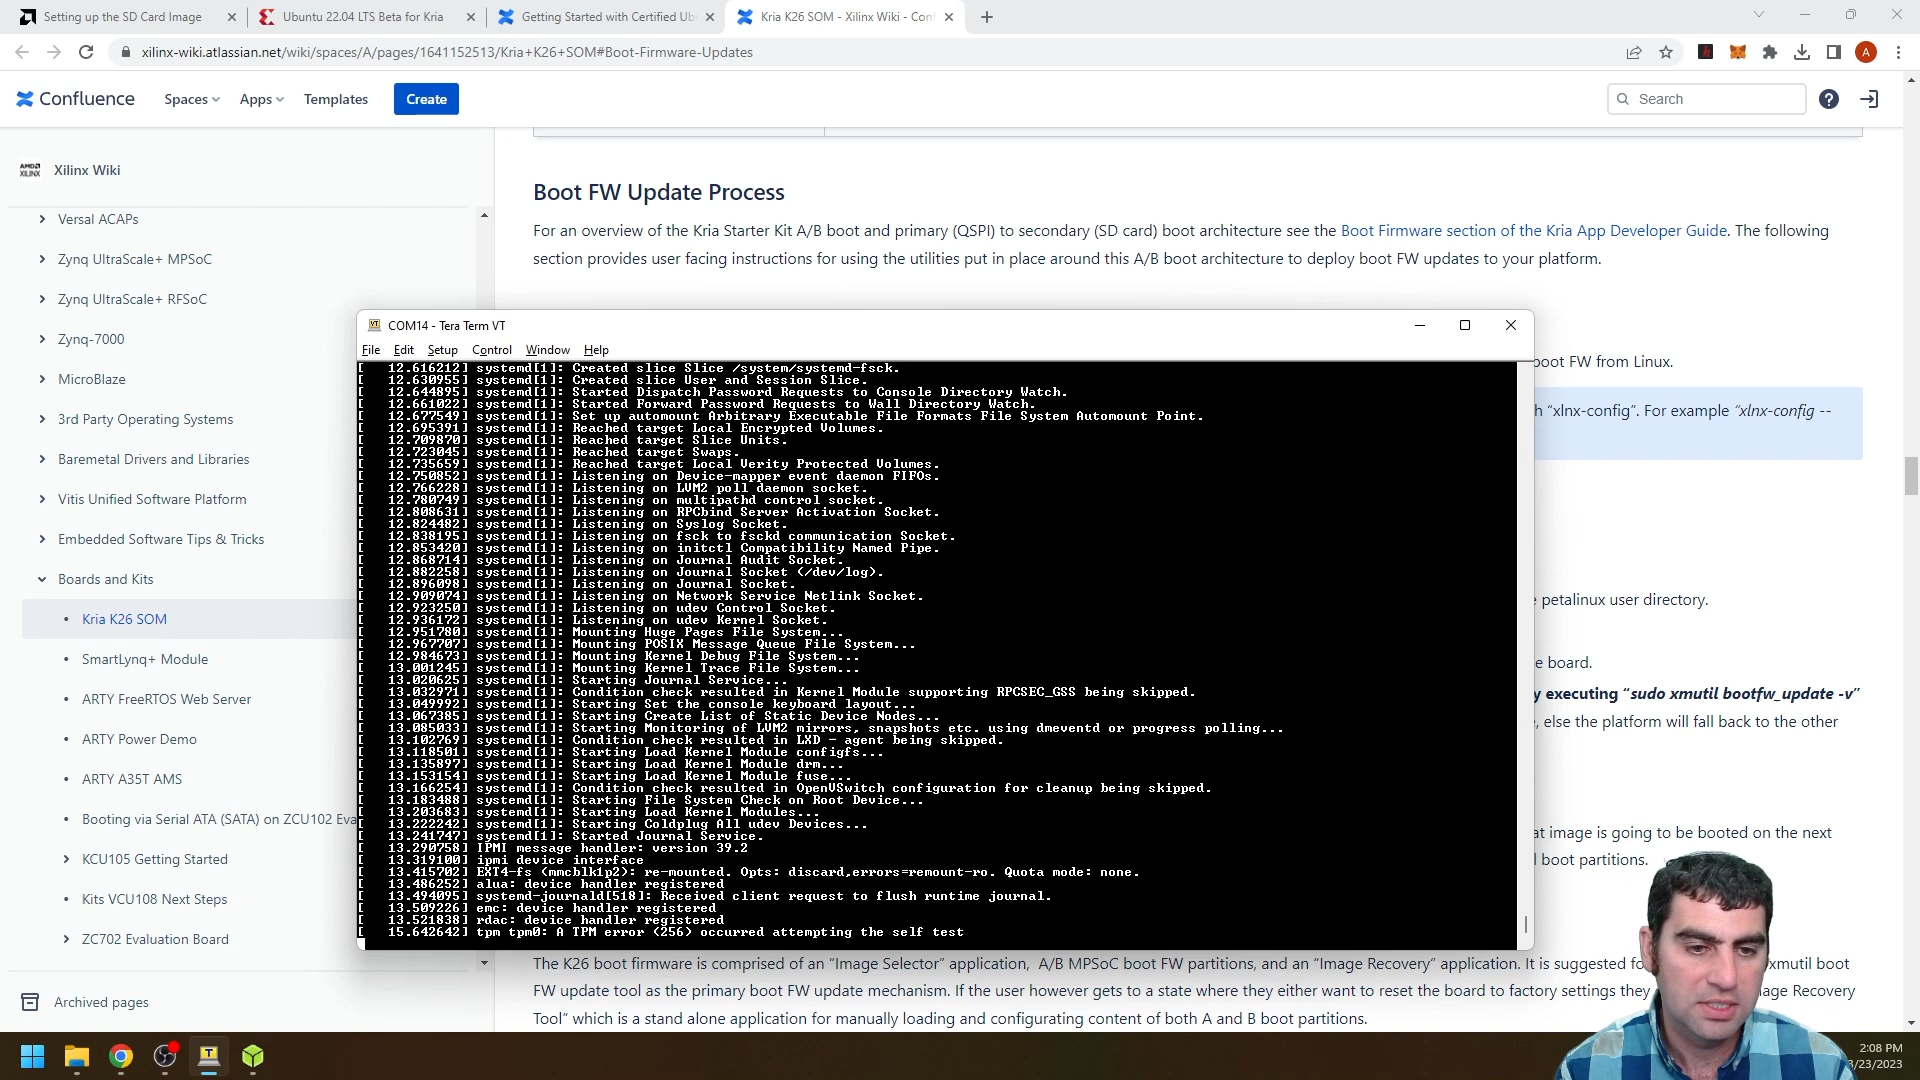 Setting up the SD Card Image
Ubuntu 22.04 LTS Beta for Kria
Getting Started with Certified Ub
Kria K26 SOM - Xilinx Wiki - Con
xilinx-wiki.atlassian.net/wiki/spaces/A/pages/1641152513/Kria+K26+SOM#Boot-Firmware-Updates
A
Confluence
Spaces
Apps
Templates
Create
Search
AMD XILINX
Xilinx Wiki
Versal ACAPs
Zynq UltraScale+ MPSoC
Zynq UltraScale+ RFSoC
Zynq-7000
MicroBlaze
3rd Party Operating Systems
Baremetal Drivers and Libraries
Vitis Unified Software Platform
Embedded Software Tips & Tricks
Boards and Kits
Kria K26 SOM
SmartLynq+ Module
ARTY FreeRTOS Web Server
ARTY Power Demo
ARTY A35T AMS
Booting via Serial ATA (SATA) on ZCU102 Eva
KCU105 Getting Started
Kits VCU108 Next Steps
ZC702 Evaluation Board
Archived pages
Boot FW Update Process
For an overview of the Kria Starter Kit A/B boot and primary (QSPI) to secondary (SD card) boot architecture see the Boot Firmware section of the Kria App Developer Guide. The following
section provides user facing instructions for using the utilities put in place around this A/B boot architecture to deploy boot FW updates to your platform.
oot FW from Linux.
h "xlnx-config". For example "xlnx-config --
petalinux user directory.
e board.
y executing "sudo xmutil bootfw_update -v"
, else the platform will fall back to the other
at image is going to be booted on the next
boot partitions.
COM14 - Tera Term VT
File Edit Setup Control Window Help
[ 12.616212] systemd[1]: Created slice Slice /system/systemd-fsck.
[ 12.630955] systemd[1]: Created slice User and Session Slice.
[ 12.644895] systemd[1]: Started Dispatch Password Requests to Console Directory Watch.
[ 12.661022] systemd[1]: Started Forward Password Requests to Wall Directory Watch.
[ 12.677549] systemd[1]: Set up automount Arbitrary Executable File Formats File System Automount Point.
[ 12.695391] systemd[1]: Reached target Local Encrypted Volumes.
[ 12.709870] systemd[1]: Reached target Slice Units.
[ 12.723045] systemd[1]: Reached target Swaps.
[ 12.735659] systemd[1]: Reached target Local Verity Protected Volumes.
[ 12.750852] systemd[1]: Listening on Device-mapper event daemon FIFOs.
[ 12.766228] systemd[1]: Listening on LVM2 poll daemon socket.
[ 12.780749] systemd[1]: Listening on multipathd control socket.
[ 12.808631] systemd[1]: Listening on RPCbind Server Activation Socket.
[ 12.824482] systemd[1]: Listening on Syslog Socket.
[ 12.838195] systemd[1]: Listening on fsck to fsckd communication Socket.
[ 12.853420] systemd[1]: Listening on initctl Compatibility Named Pipe.
[ 12.868714] systemd[1]: Listening on Journal Audit Socket.
[ 12.882258] systemd[1]: Listening on Journal Socket (/dev/log).
[ 12.896098] systemd[1]: Listening on Journal Socket.
[ 12.909074] systemd[1]: Listening on Network Service Netlink Socket.
[ 12.923250] systemd[1]: Listening on udev Control Socket.
[ 12.936172] systemd[1]: Listening on udev Kernel Socket.
[ 12.951780] systemd[1]: Mounting Huge Pages File System...
[ 12.967707] systemd[1]: Mounting POSIX Message Queue File System...
[ 12.984673] systemd[1]: Mounting Kernel Debug File System...
[ 13.001245] systemd[1]: Mounting Kernel Trace File System...
[ 13.020625] systemd[1]: Starting Journal Service...
[ 13.032971] systemd[1]: Condition check resulted in Kernel Module supporting RPCSEC_GSS being skipped.
[ 13.049992] systemd[1]: Starting Set the console keyboard layout...
[ 13.067385] systemd[1]: Starting Create List of Static Device Nodes...
[ 13.085033] systemd[1]: Starting Monitoring of LVM2 mirrors, snapshots etc. using dmeventd or progress polling...
[ 13.102769] systemd[1]: Condition check resulted in LXD - agent being skipped.
[ 13.118501] systemd[1]: Starting Load Kernel Module configfs...
[ 13.135897] systemd[1]: Starting Load Kernel Module drm...
[ 13.153154] systemd[1]: Starting Load Kernel Module fuse...
[ 13.166254] systemd[1]: Condition check resulted in OpenVSwitch configuration for cleanup being skipped.
[ 13.183488] systemd[1]: Starting File System Check on Root Device...
[ 13.203683] systemd[1]: Starting Load Kernel Modules...
[ 13.222242] systemd[1]: Starting Coldplug All udev Devices...
[ 13.241747] systemd[1]: Started Journal Service.
[ 13.290758] IPMI message handler: version 39.2
[ 13.319100] ipmi device interface
[ 13.415702] EXT4-fs (mmcblk1p2): re-mounted. Opts: discard,errors=remount-ro. Quota mode: none.
[ 13.486252] alua: device handler registered
[ 13.494095] systemd-journald[518]: Received client request to flush runtime journal.
[ 13.509226] emc: device handler registered
[ 13.521838] rdac: device handler registered
[ 15.642642] tpm tpm0: A TPM error (256) occurred attempting the self test
The K26 boot firmware is comprised of an "Image Selector" application, A/B MPSoC boot FW partitions, and an "Image Recovery" application. It is suggested fo xmutil boot
FW update tool as the primary boot FW update mechanism. If the user however gets to a state where they either want to reset the board to factory settings they age Recovery
Tool" which is a stand alone application for manually loading and configurating content of both A and B boot partitions.
2:08 PM
3/23/2023